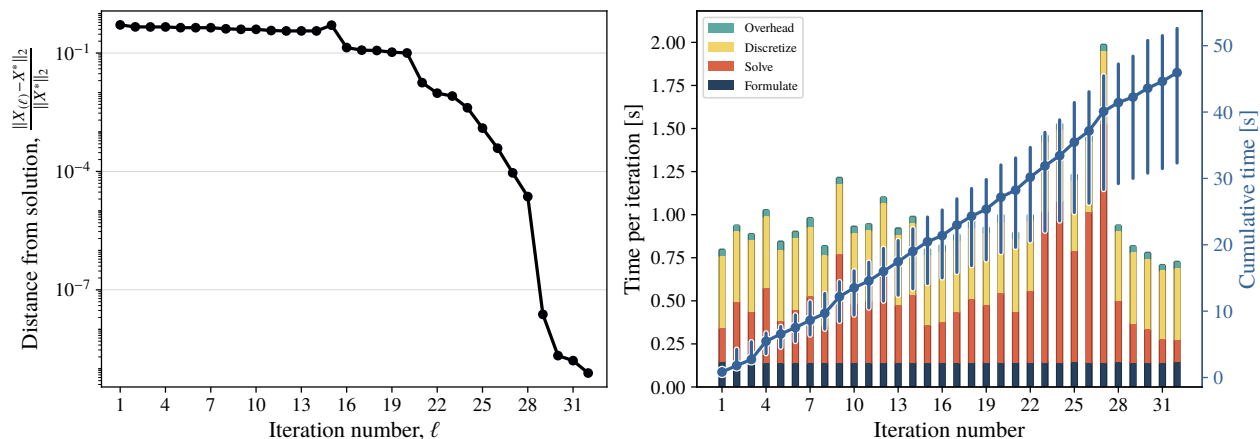 Distance from solution, ||X_(ℓ) − X*||_2 / ||X*||_2
10^−1
10^−4
10^−7
1 4 7 10 13 16 19 22 25 28 31
Iteration number, ℓ
Time per iteration [s]
2.00
1.75
1.50
1.25
1.00
0.75
0.50
0.25
0.00
Overhead
Discretize
Solve
Formulate
1 4 7 10 13 16 19 22 25 28 31
Iteration number
50
40
30
20
10
0
Cumulative time [s]